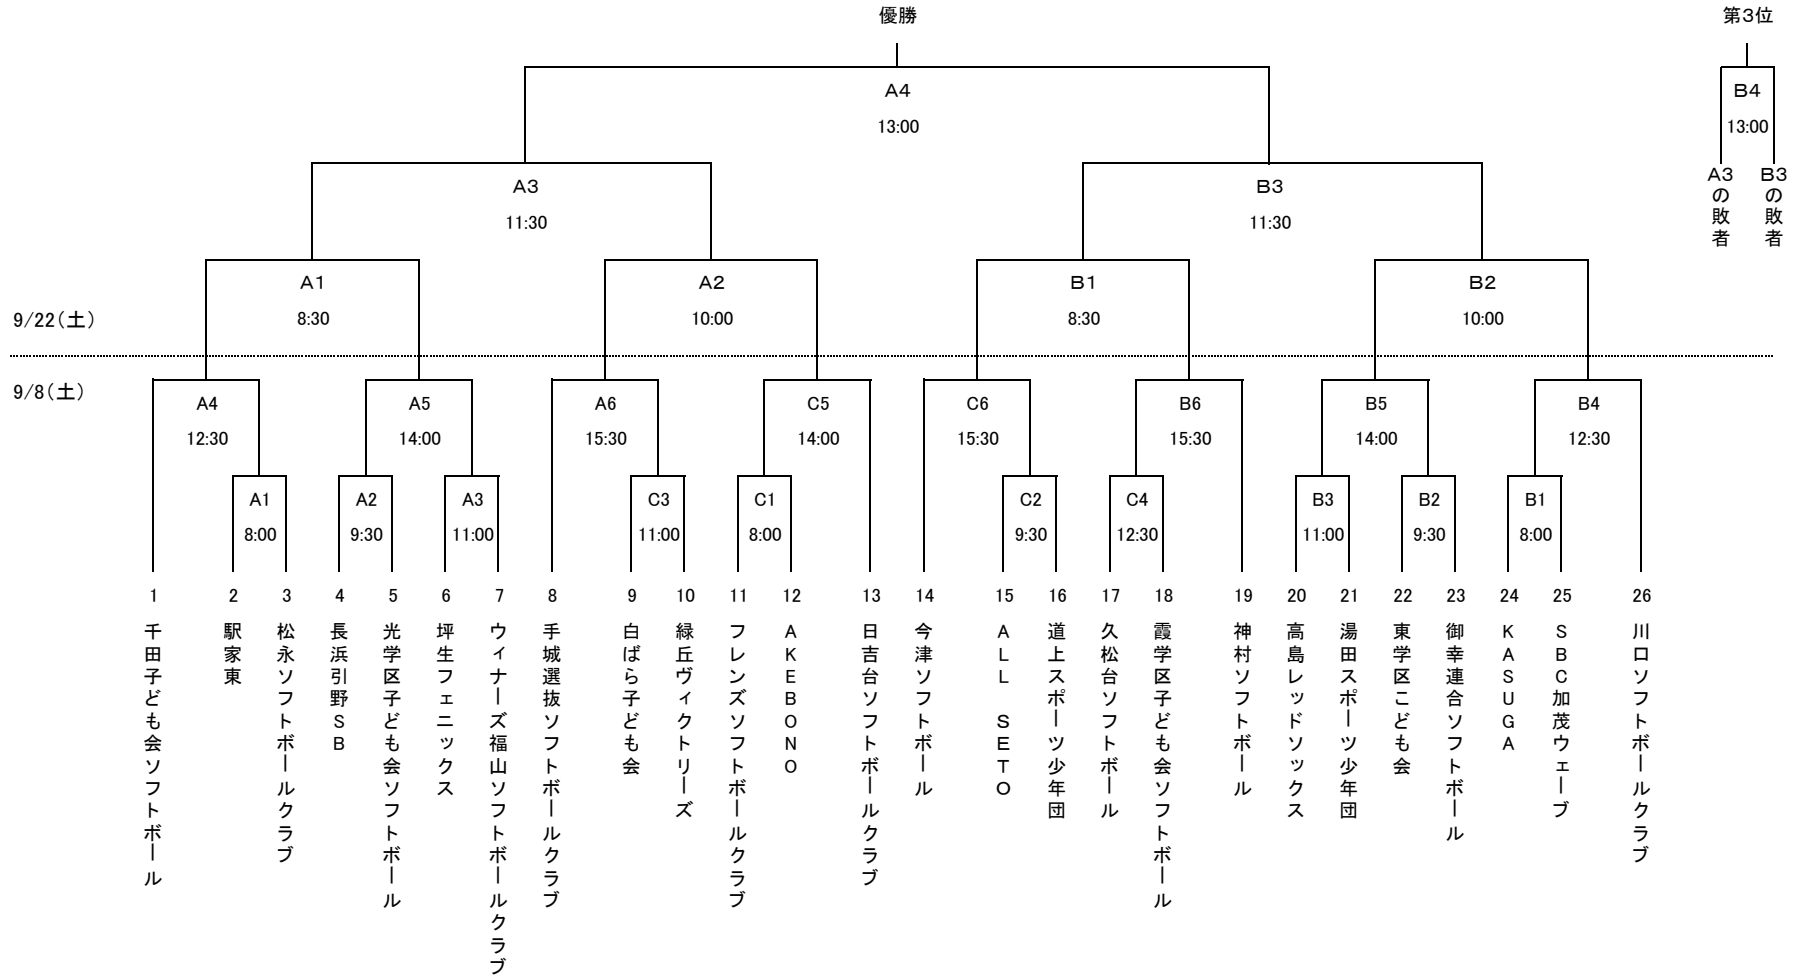 優勝
第3位
A4
13:00
B4
13:00
A3の敗者
B3の敗者
A3
11:30
B3
11:30
A1
8:30
A2
10:00
B1
8:30
B2
10:00
9/22(土)
9/8(土)
A4
12:30
A5
14:00
A6
15:30
C5
14:00
C6
15:30
B6
15:30
B5
14:00
B4
12:30
A1
8:00
A2
9:30
A3
11:00
C3
11:00
C1
8:00
C2
9:30
C4
12:30
B3
11:00
B2
9:30
B1
8:00
1
千田子ども会ソフトボール
2
駅家東
3
松永ソフトボールクラブ
4
長浜引野SB
5
光学区子ども会ソフトボール
6
坪生フェニックス
7
ウィナーズ福山ソフトボールクラブ
8
手城選抜ソフトボールクラブ
9
白ばら子ども会
10
緑丘ヴィクトリーズ
11
フレンズソフトボールクラブ
12
AKEBONO
13
日吉台ソフトボールクラブ
14
今津ソフトボール
15
ALL SETO
16
道上スポーツ少年団
17
久松台ソフトボール
18
霞学区子ども会ソフトボール
19
神村ソフトボール
20
高島レッドソックス
21
湯田スポーツ少年団
22
東学区こども会
23
御幸連合ソフトボール
24
KASUGA
25
SBC加茂ウェーブ
26
川口ソフトボールクラブ